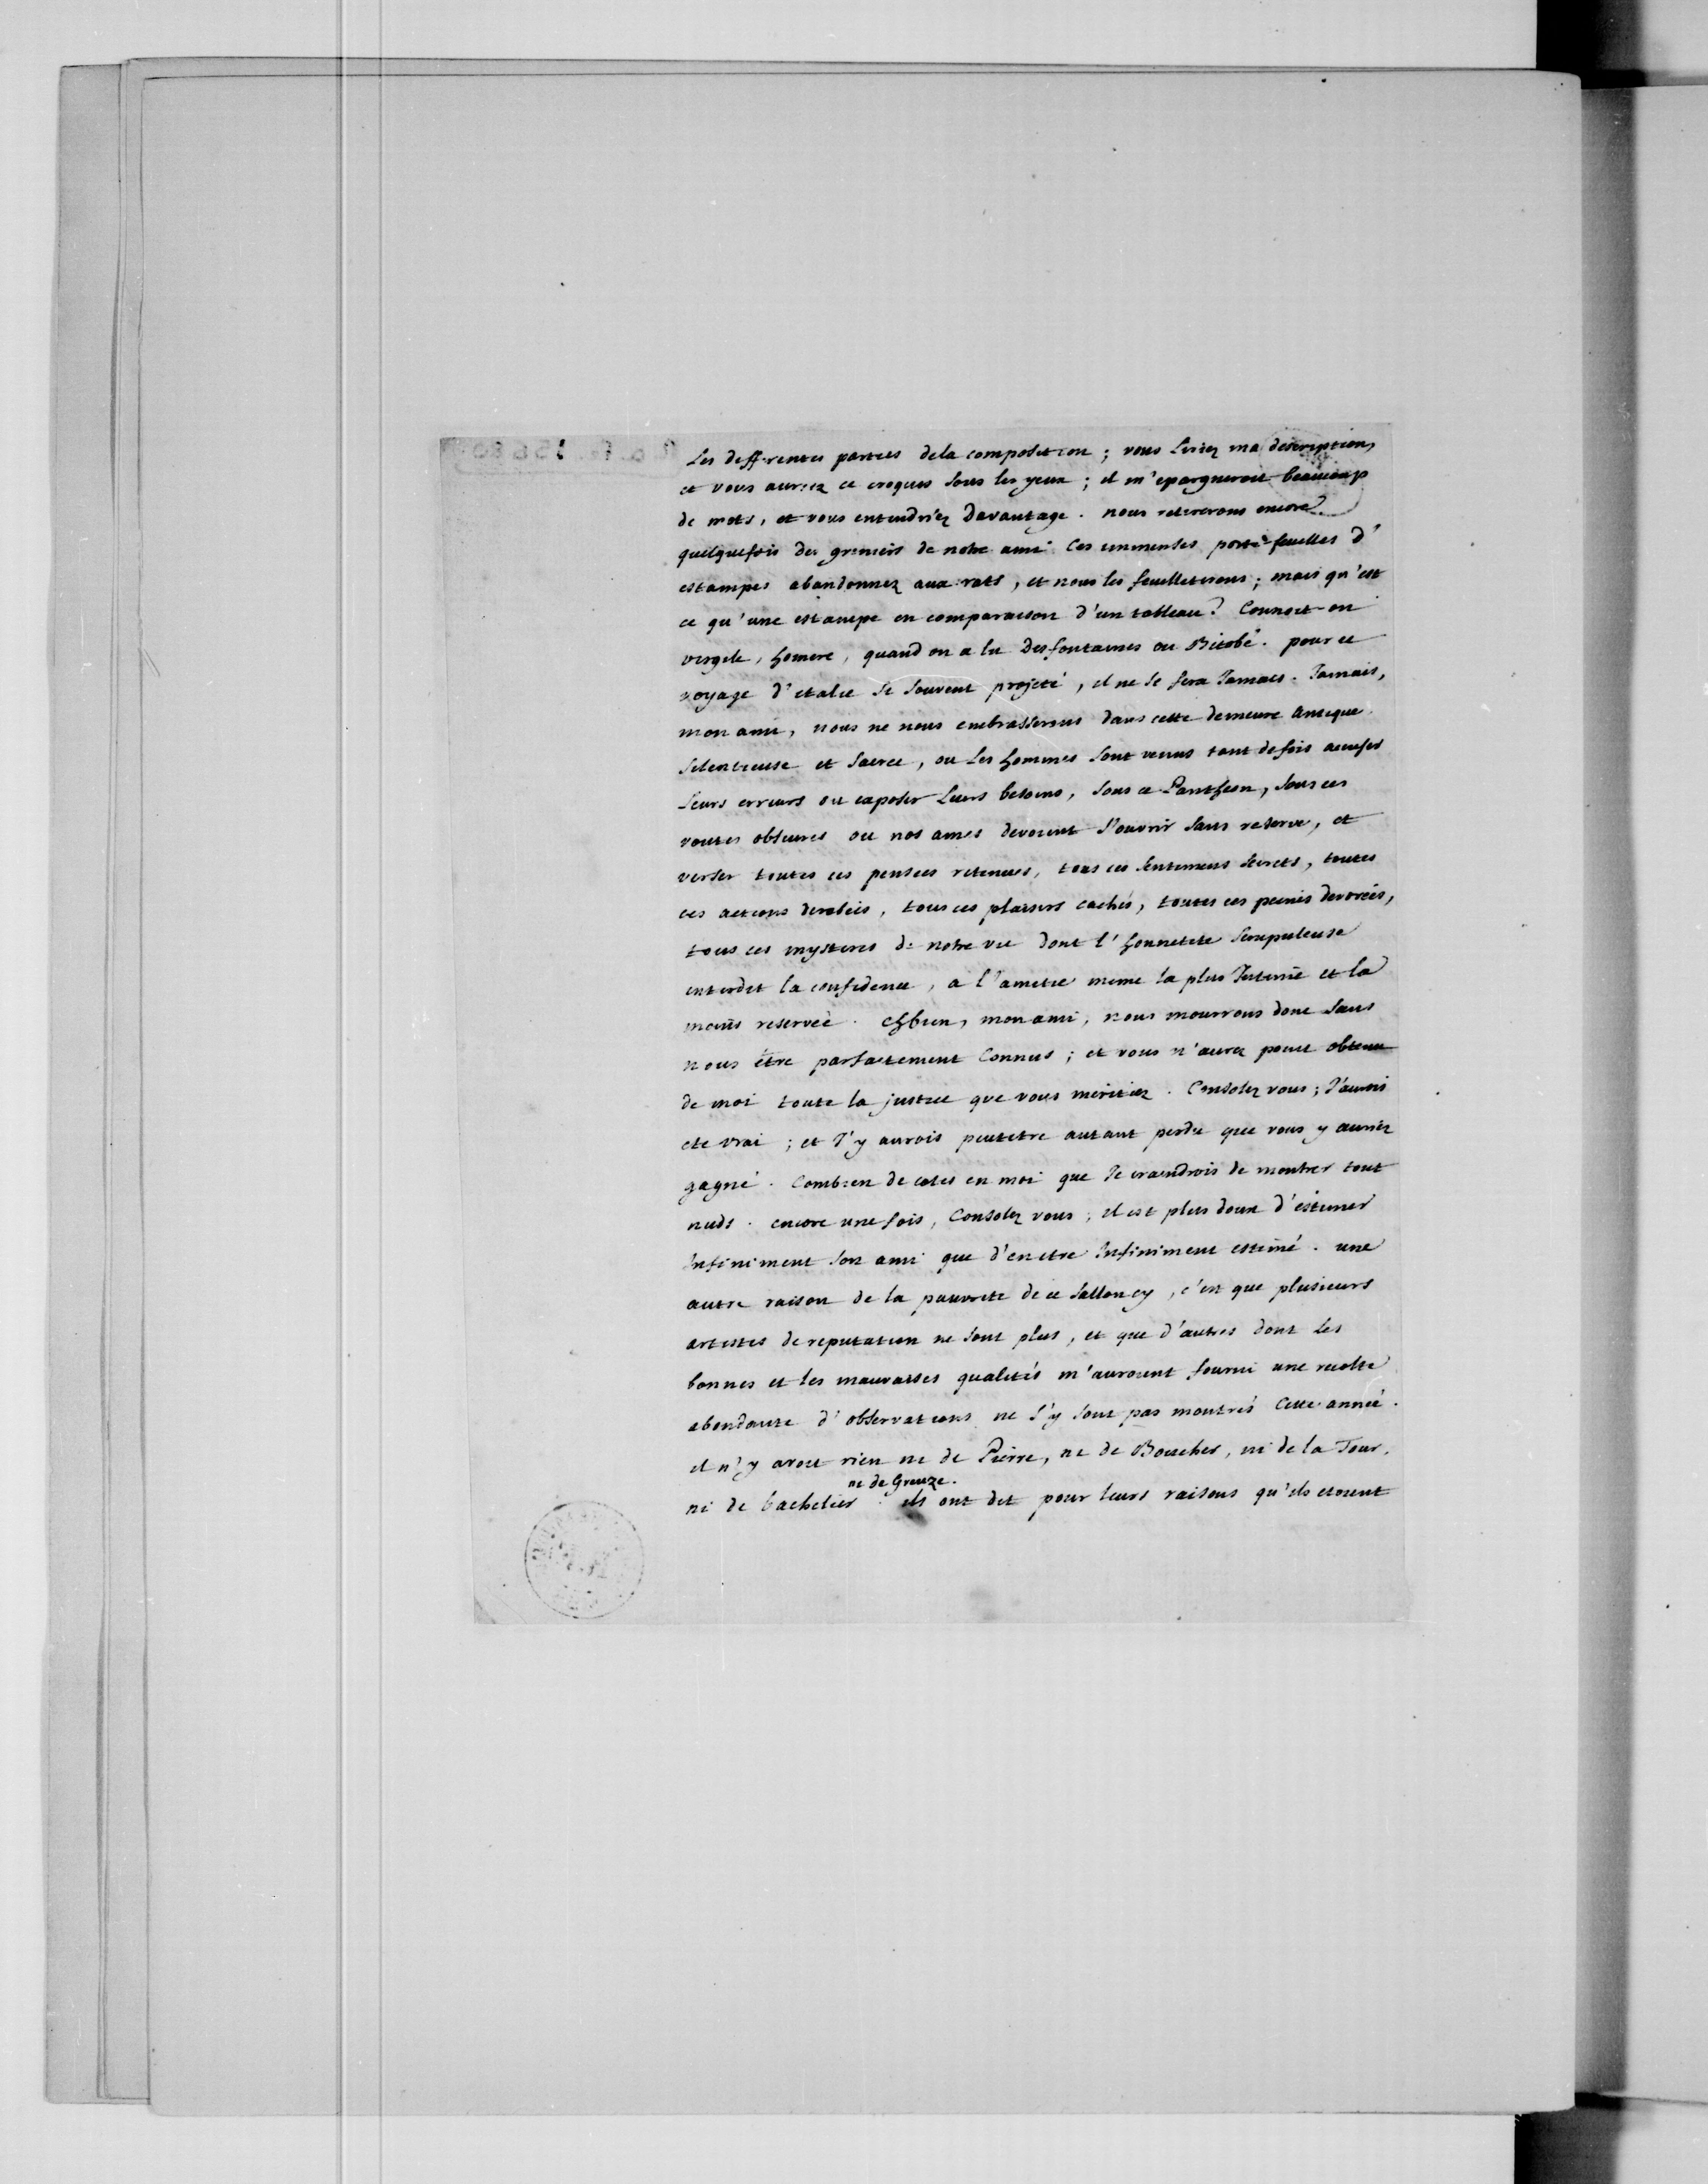 les differentes parties dela composition ; vous liriez ma description,
et vous auriez ce croquis sous les yeux ; il m'epargneroit beaucoup
de mots, et vous entendriez davantage . nous retirerons encore
quelquefois des greniers de notre ami ces immenses porte-feuilles d'
estampes abandonnez aux rats, et nous les feuilleterons ; mais qu'est
ce qu'une estampe en comparaison d'un tableau ? Connoit-on
virgile, homere, quand on a lu Desfontaines ou Bitobé . pour ce
voyage d'italie si souvent projeté, il ne se fera Jamais . Jamais,
mon ami, nous ne nous embrasserons dans cette demeure antique,
silentieuse et sacree, ou les hommes sont venus tant de fois accuser
leurs erreurs ou exposer leurs besoins, sous ce Pantheon, sous ces
voutes obscures ou nos ames devoient s'ouvrir sans reserve, et
verser toutes ces pensees retenues, tous ces sentimens secrets, toutes
ces actions derobées, tous ces plaisirs cachés, toutes ces peines devorées,
tous ces mysteres de notre vie dont l'honnetete scrupuleuse
interdit la confidence, a l'amitie meme la plus Intime et la
moins reservée . ehbien, mon ami, nous mourrons donc sans
nous être parfaitement connus ; et vous n'aurez point obtenu
de moi toute la justice que vous meritiez . Consolez vous ; J'aurois
ete vrai ; et J'y aurois peutetre autant perdu que vous y auriez
gagné . Combien de cotes en moi que Je craindrois de montrer tout
nuds . encore une fois, consolez vous, il est plus doux d'estimer
Infiniment son ami que d'en etre Infiniment estimé . une
autre raison de la pauvrete de ce sallon cy, c'est que plusieurs
artistes de reputation ne sont plus, et que d'autres dont les
bonnes et les mauvaises qualités m'auroient fourni une recolte
abondante d'observations ne s'y sont pas montrés cette année .
il n'y avoit rien ni de Pierre, ni de Boucher, ni de la Tour,
ni de Greuze .
ni de bachelier . ils ont dit pour leurs raisons qu'ils etoient